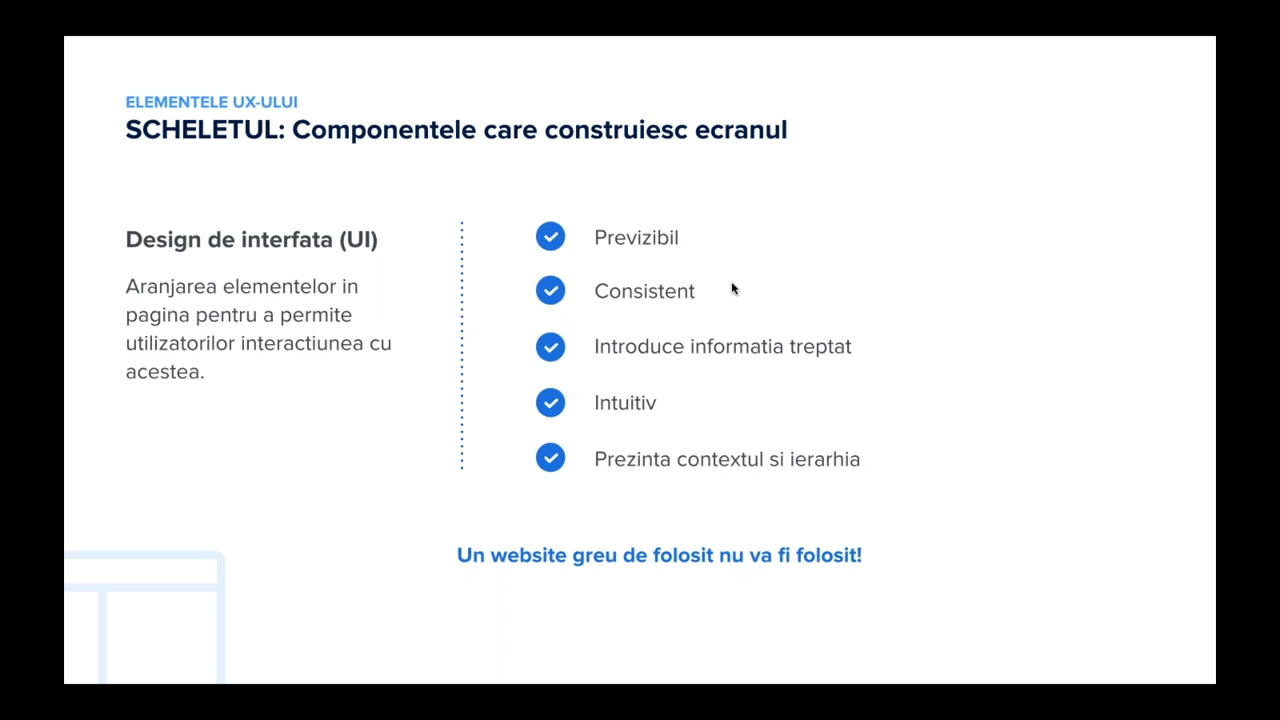 ELEMENTELE UX-ULUI
SCHELETUL: Componentele care construiesc ecranul
Design de interfata (UI)
Aranjarea elementelor in
pagina pentru a permite
utilizatorilor interactiunea cu
acestea.
Previzibil
Consistent
Introduce informatia treptat
Intuitiv
Prezinta contextul si ierarhia
Un website greu de folosit nu va fi folosit!